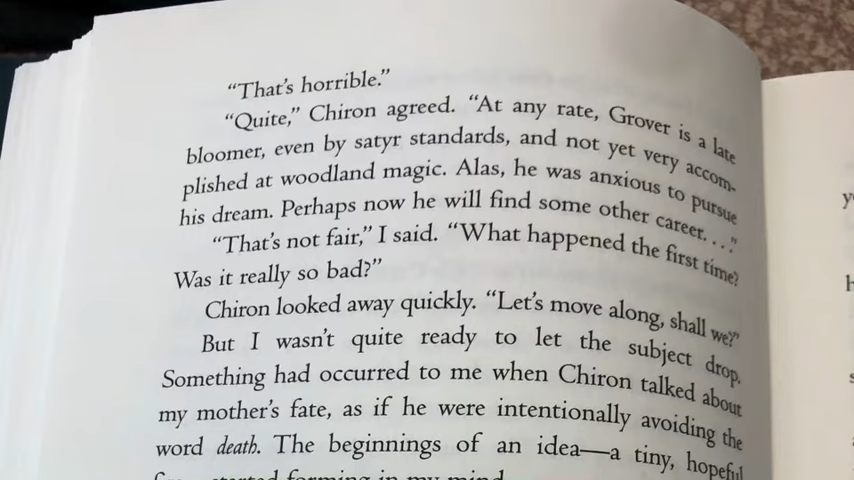 “That’s horrible.”
“Quite,” Chiron agreed. “At any rate, Grover is a late
bloomer, even by satyr standards, and not yet very accom-
plished at woodland magic. Alas, he was anxious to pursue
his dream. Perhaps now he will find some other career. . . .”
“That’s not fair,” I said. “What happened the first time?
Was it really so bad?”
Chiron looked away quickly. “Let’s move along, shall we?”
But I wasn’t quite ready to let the subject drop.
Something had occurred to me when Chiron talked about
my mother’s fate, as if he were intentionally avoiding the
word death. The beginnings of an idea—a tiny, hopeful
started forming in my mind.